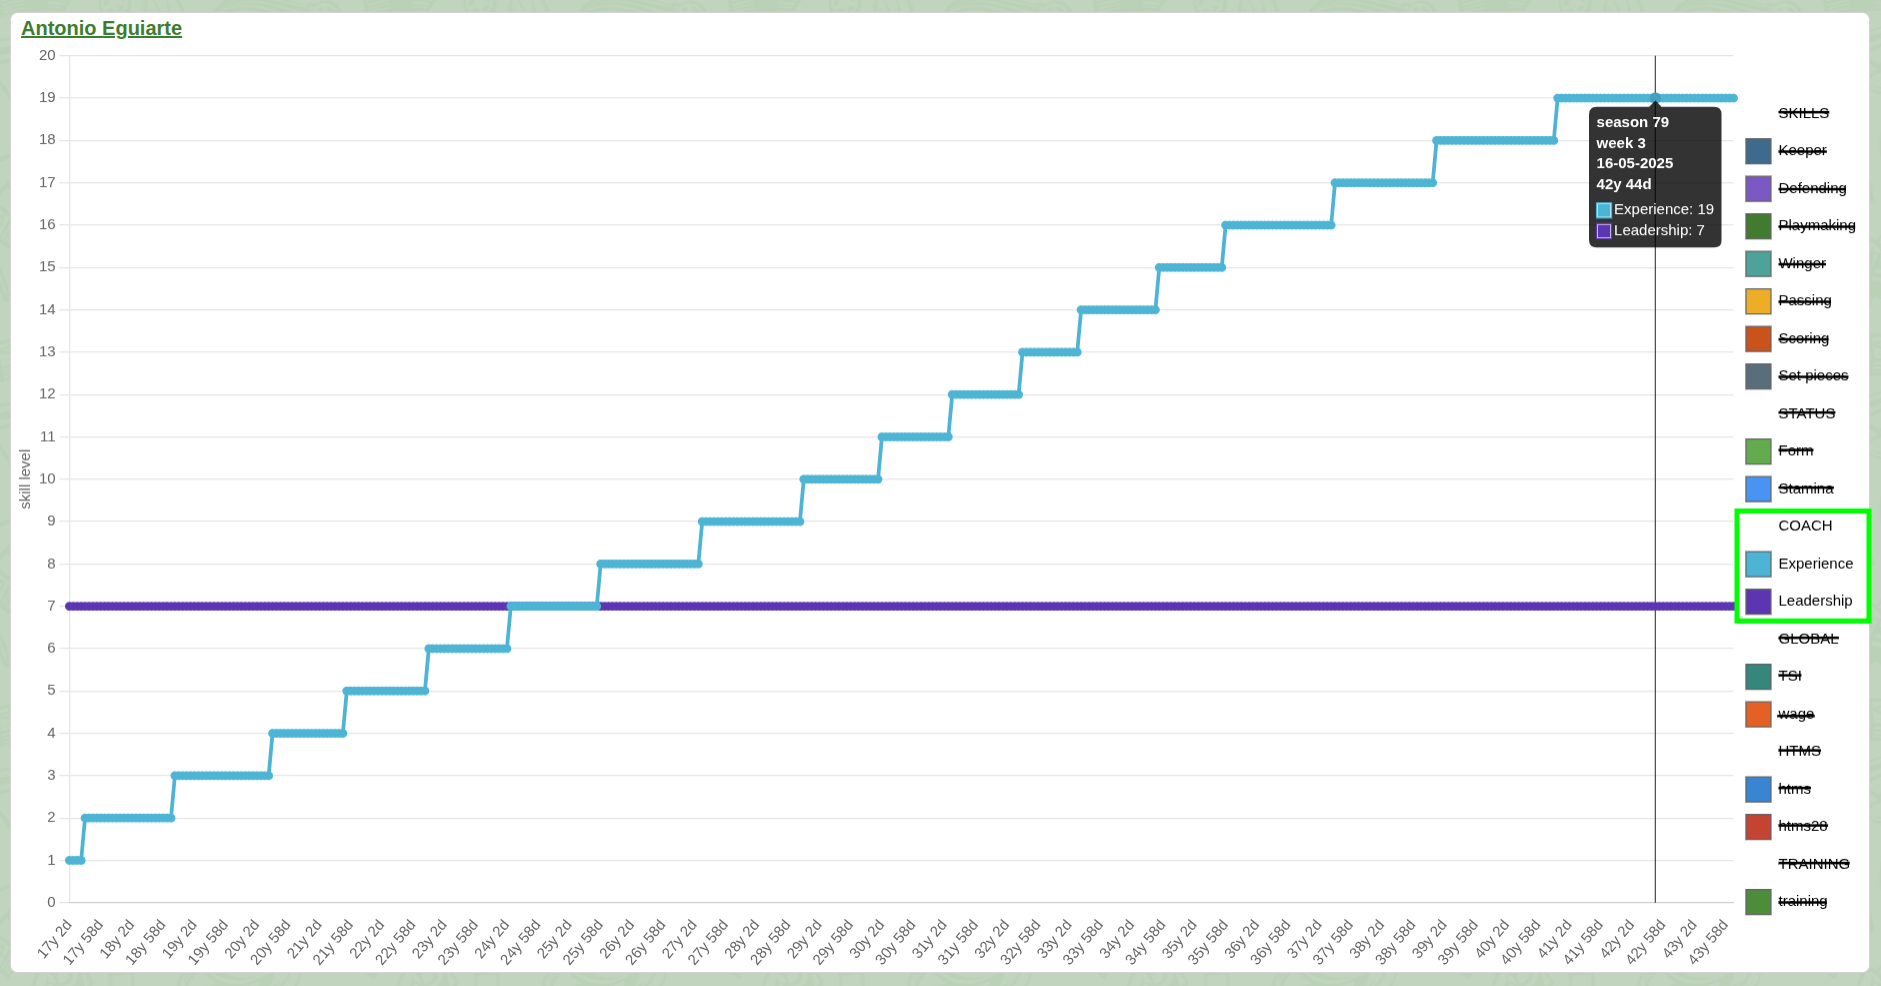 Antonio Eguiarte
20
19
18
17
16
15
14
13
12
11
10
9
8
7
6
5
4
3
2
1
0
skill level
17y 2d
17y 58d
18y 2d
18y 58d
19y 2d
19y 58d
20y 2d
20y 58d
21y 2d
21y 58d
22y 2d
22y 58d
23y 2d
23y 58d
24y 2d
24y 58d
25y 2d
25y 58d
26y 2d
26y 58d
27y 2d
27y 58d
28y 2d
28y 58d
29y 2d
29y 58d
30y 2d
30y 58d
31y 2d
31y 58d
32y 2d
32y 58d
33y 2d
33y 58d
34y 2d
34y 58d
35y 2d
35y 58d
36y 2d
36y 58d
37y 2d
37y 58d
38y 2d
38y 58d
39y 2d
39y 58d
40y 2d
40y 58d
41y 2d
41y 58d
42y 2d
42y 58d
43y 2d
43y 58d
season 79
week 3
16-05-2025
42y 44d
Experience: 19
Leadership: 7
SKILLS
Keeper
Defending
Playmaking
Winger
Passing
Scoring
Set pieces
STATUS
Form
Stamina
COACH
Experience
Leadership
GLOBAL
TSI
wage
HTMS
htms
htms28
TRAINING
training